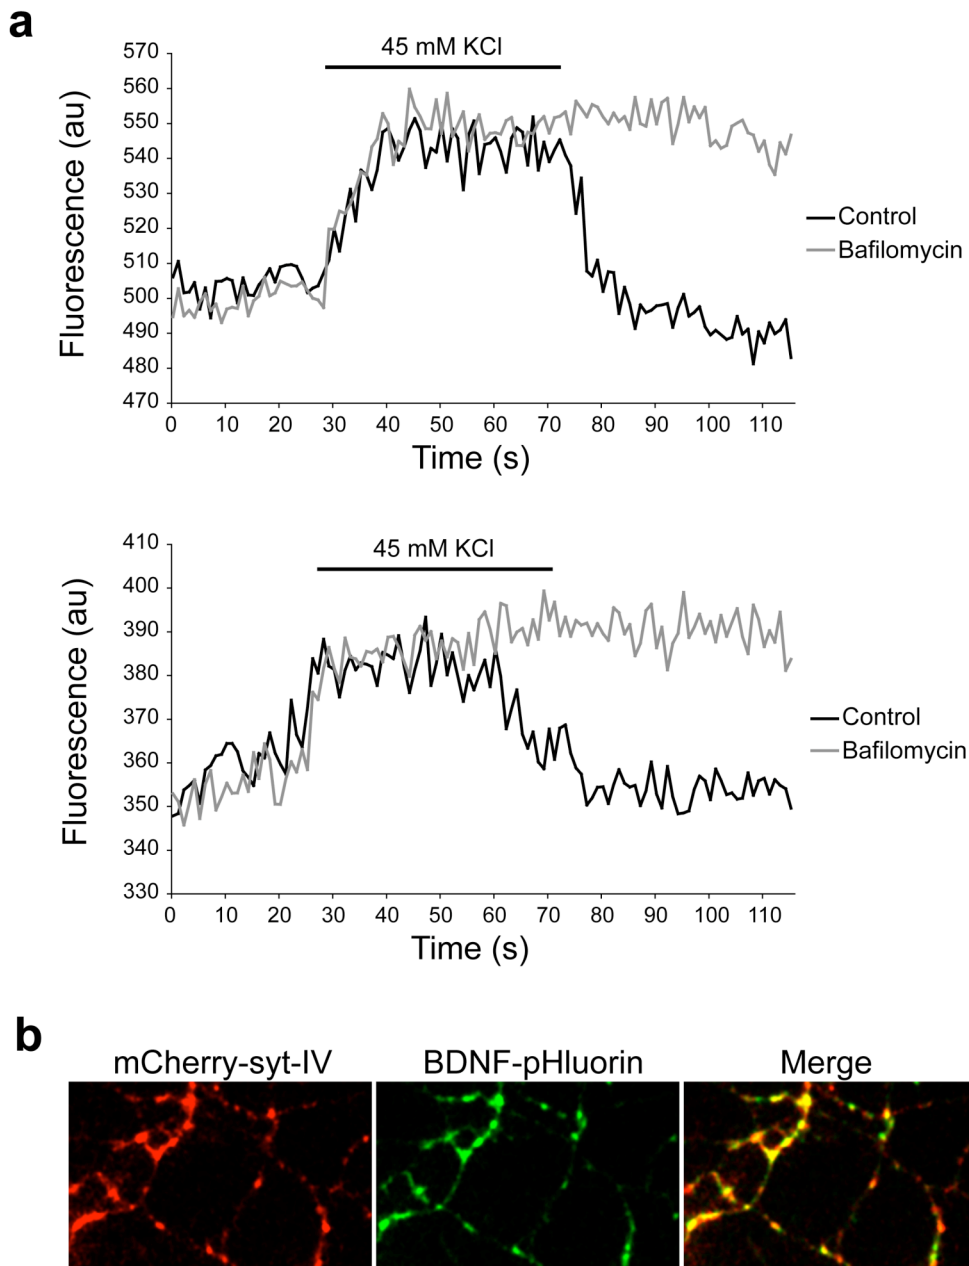 a
45 mM KCl
570
560
550
540
530
520
510
500
490
480
470
Fluorescence (au)
0 10 20 30 40 50 60 70 80 90 100 110
Time (s)
Control
Bafilomycin
45 mM KCl
410
400
390
380
370
360
350
340
330
Fluorescence (au)
0 10 20 30 40 50 60 70 80 90 100 110
Time (s)
Control
Bafilomycin
b
mCherry-syt-IV BDNF-pHluorin Merge